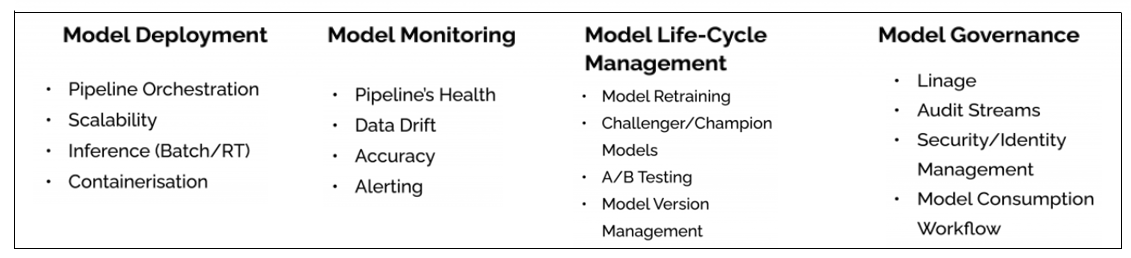 Model Deployment
• Pipeline Orchestration
• Scalability
• Inference (Batch/RT)
• Containerisation
Model Monitoring
• Pipeline's Health
• Data Drift
• Accuracy
• Alerting
Model Life-Cycle
Management
• Model Retraining
• Challenger/Champion
Models
• A/B Testing
• Model Version
Management
Model Governance
• Linage
• Audit Streams
• Security/Identity
Management
• Model Consumption
Workflow